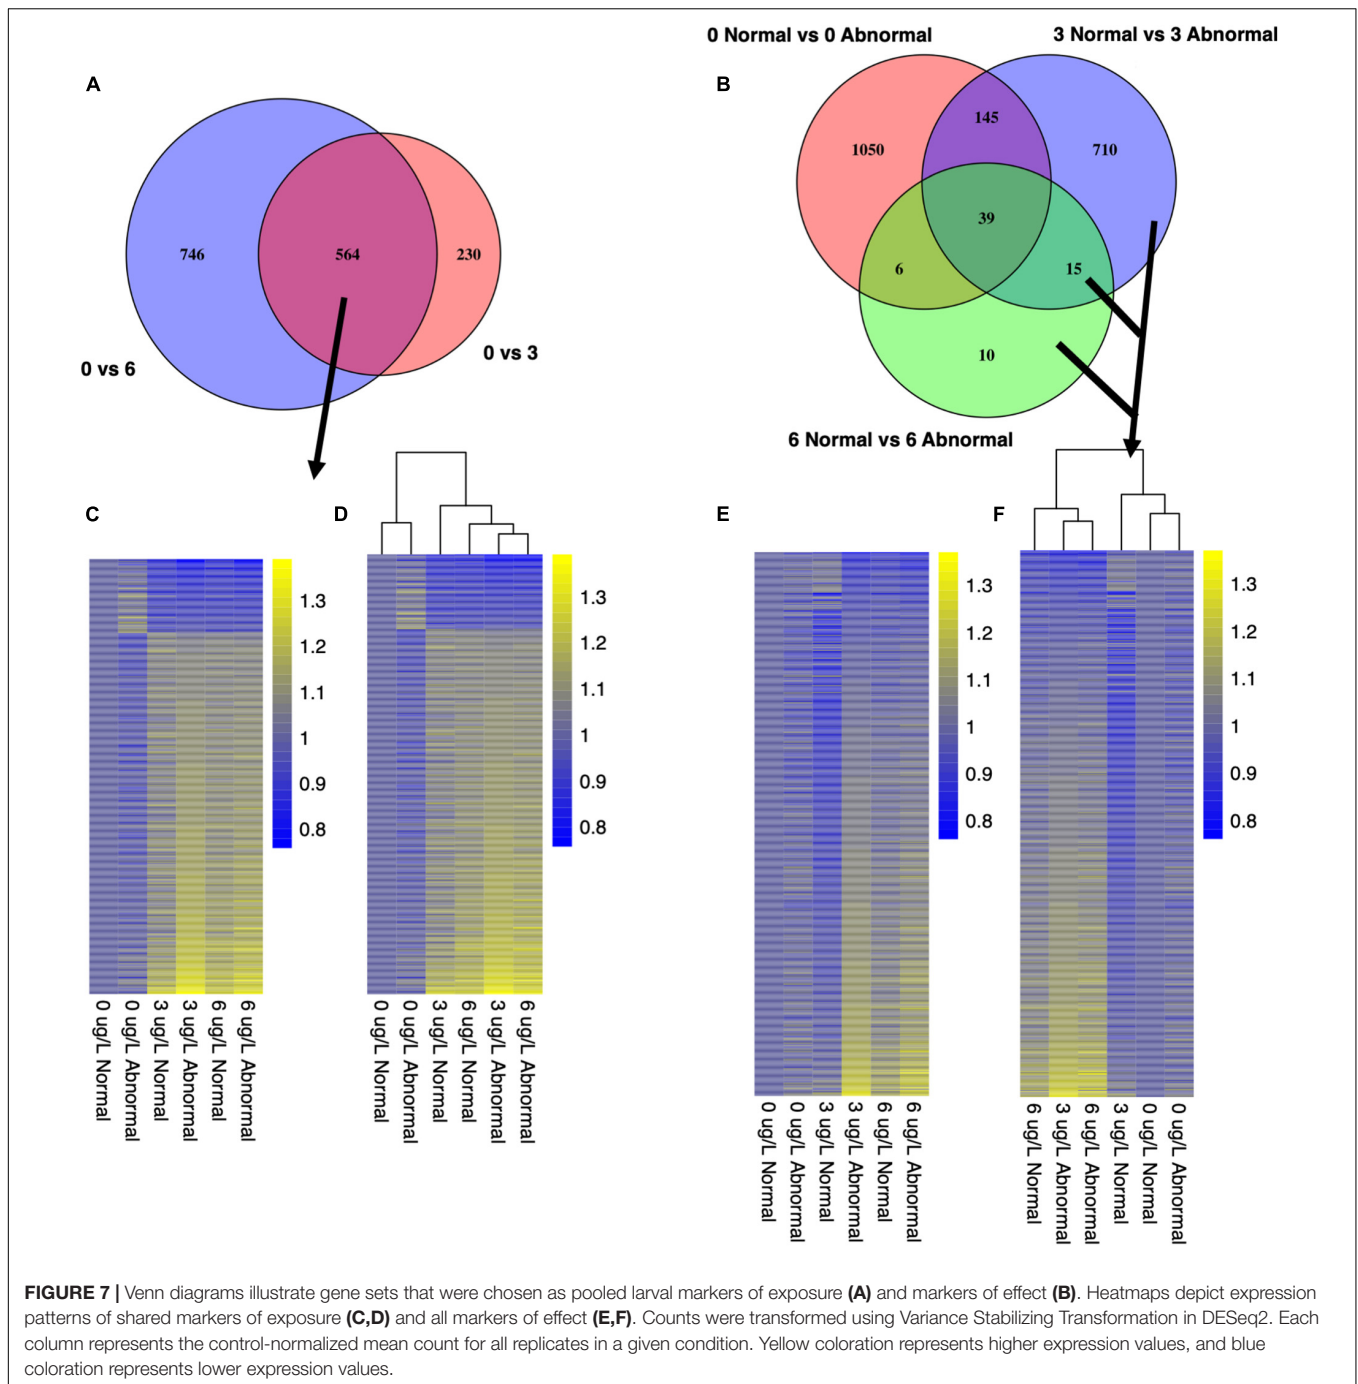 0 Normal vs 0 Abnormal
3 Normal vs 3 Abnormal
A
B
145
1050
710
39
746
564
230
6
15
0 vs 3
10
0 vs 6
6 Normal vs 6 Abnormal
C
D
E
F
1.3
1.2
1.1
1
0.9
0.8
1.3
1.2
1.1
1
0.9
0.8
1.3
1.2
1.1
1
0.9
0.8
1.3
1.2
1.1
1
0.9
0.8
0 ug/L Normal
0 ug/L Abnormal
3 ug/L Normal
3 ug/L Abnormal
6 ug/L Normal
6 ug/L Abnormal
0 ug/L Normal
0 ug/L Abnormal
3 ug/L Normal
6 ug/L Normal
3 ug/L Abnormal
6 ug/L Abnormal
0 ug/L Normal
0 ug/L Abnormal
3 ug/L Normal
3 ug/L Abnormal
6 ug/L Normal
6 ug/L Abnormal
6 ug/L Normal
3 ug/L Abnormal
6 ug/L Abnormal
3 ug/L Normal
0 ug/L Normal
0 ug/L Abnormal
FIGURE 7 | Venn diagrams illustrate gene sets that were chosen as pooled larval markers of exposure (A) and markers of effect (B). Heatmaps depict expression
patterns of shared markers of exposure (C,D) and all markers of effect (E,F). Counts were transformed using Variance Stabilizing Transformation in DESeq2. Each
column represents the control-normalized mean count for all replicates in a given condition. Yellow coloration represents higher expression values, and blue
coloration represents lower expression values.